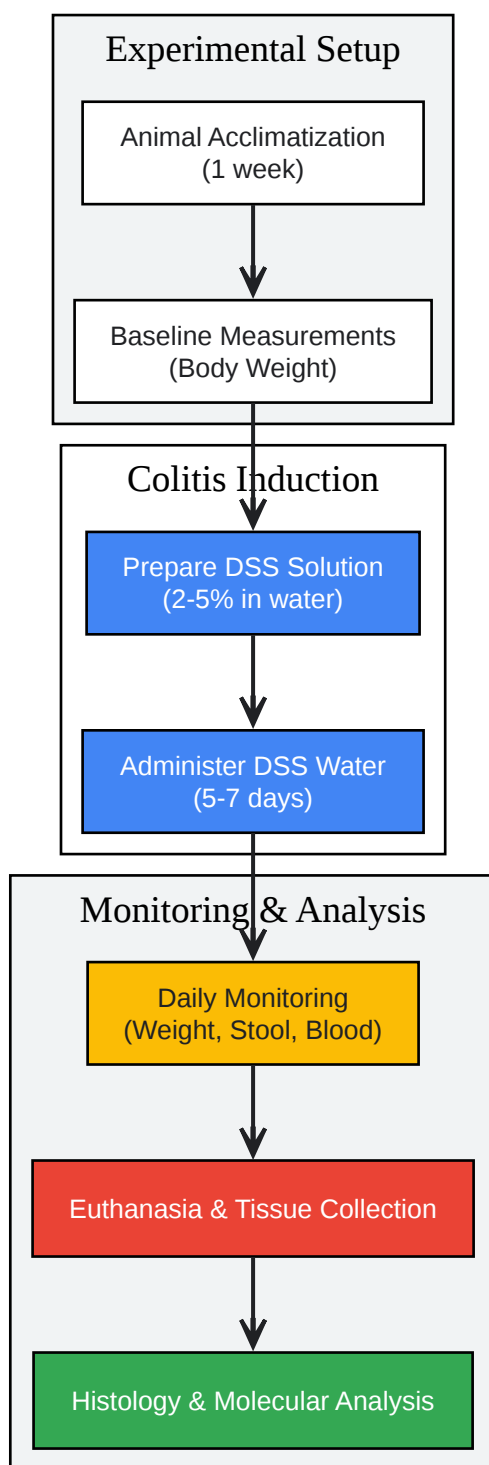 Experimental Setup
Animal Acclimatization
(1 week)
Baseline Measurements
(Body Weight)
Colitis Induction
Prepare DSS Solution
(2-5% in water)
Administer DSS Water
(5-7 days)
Monitoring & Analysis
Daily Monitoring
(Weight, Stool, Blood)
Euthanasia & Tissue Collection
Histology & Molecular Analysis